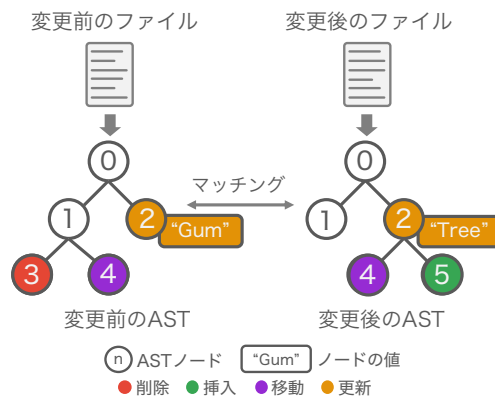 変更前のファイル 変更後のファイル
0 0
マッチング
1 2 "Gum" 1 2 "Tree"
3 4 4 5
変更前のAST 変更後のAST
n ASTノード "Gum" ノードの値
削除 挿入 移動 更新